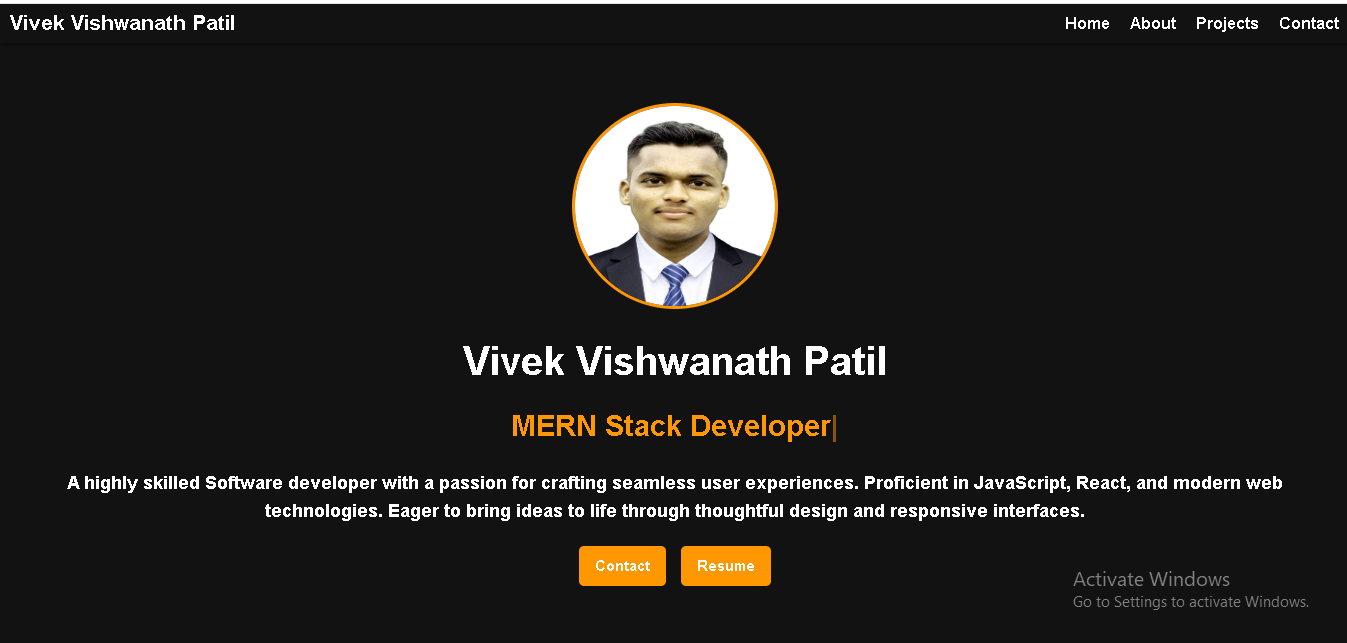 Vivek Vishwanath Patil
Home About Projects Contact
Vivek Vishwanath Patil
MERN Stack Developer|
A highly skilled Software developer with a passion for crafting seamless user experiences. Proficient in JavaScript, React, and modern web
technologies. Eager to bring ideas to life through thoughtful design and responsive interfaces.
Contact Resume
Activate Windows
Go to Settings to activate Windows.